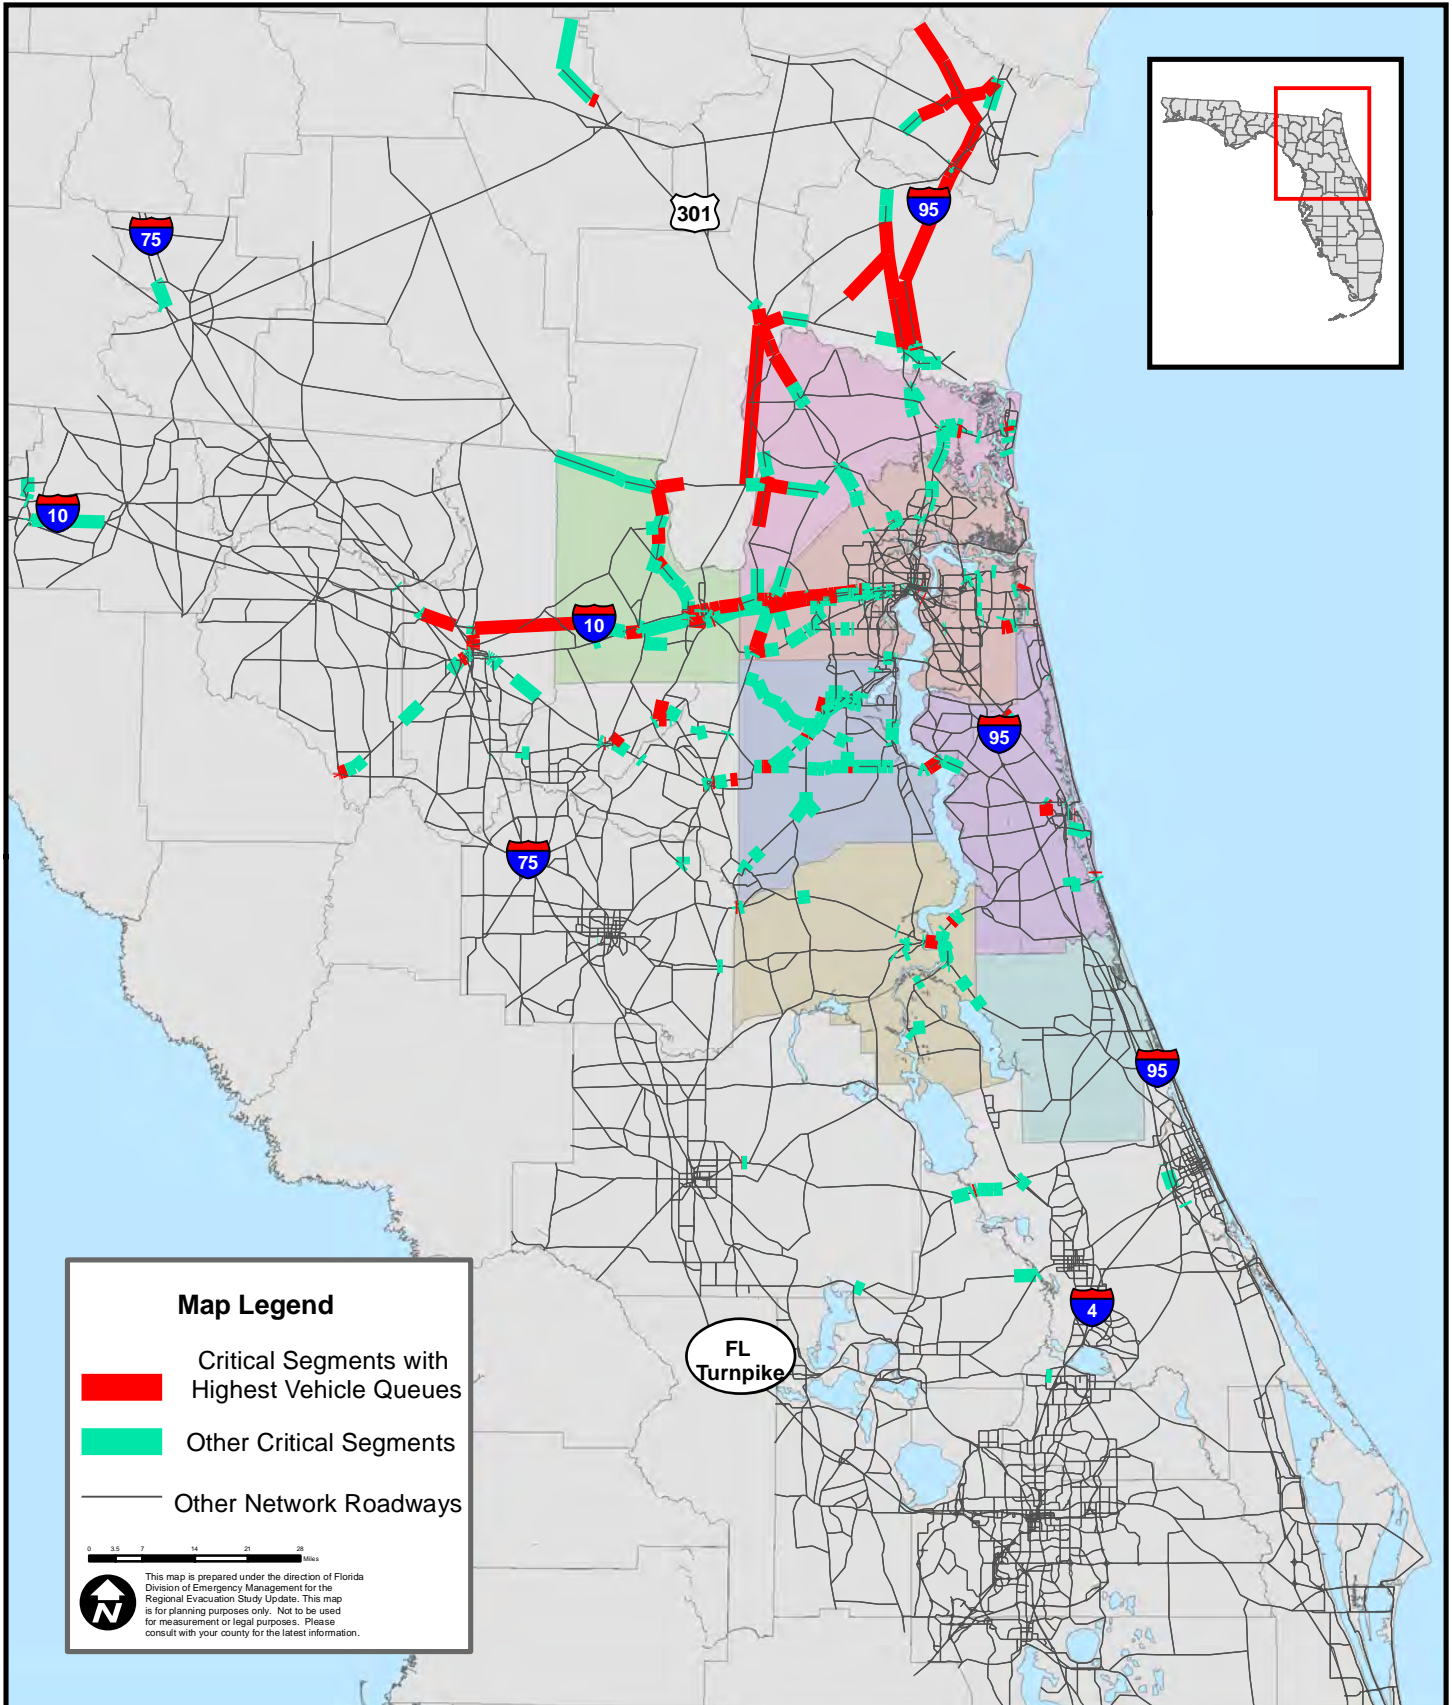 301
95
75
10
10
95
75
95
4
FL
Turnpike
Map Legend
Critical Segments with
Highest Vehicle Queues
Other Critical Segments
Other Network Roadways
0 3.5 7 14 21 28
Miles
N
This map is prepared under the direction of Florida
Division of Emergency Management for the
Regional Evacuation Study Update. This map
is for planning purposes only. Not to be used
for measurement or legal purposes. Please
consult with your county for the latest information.